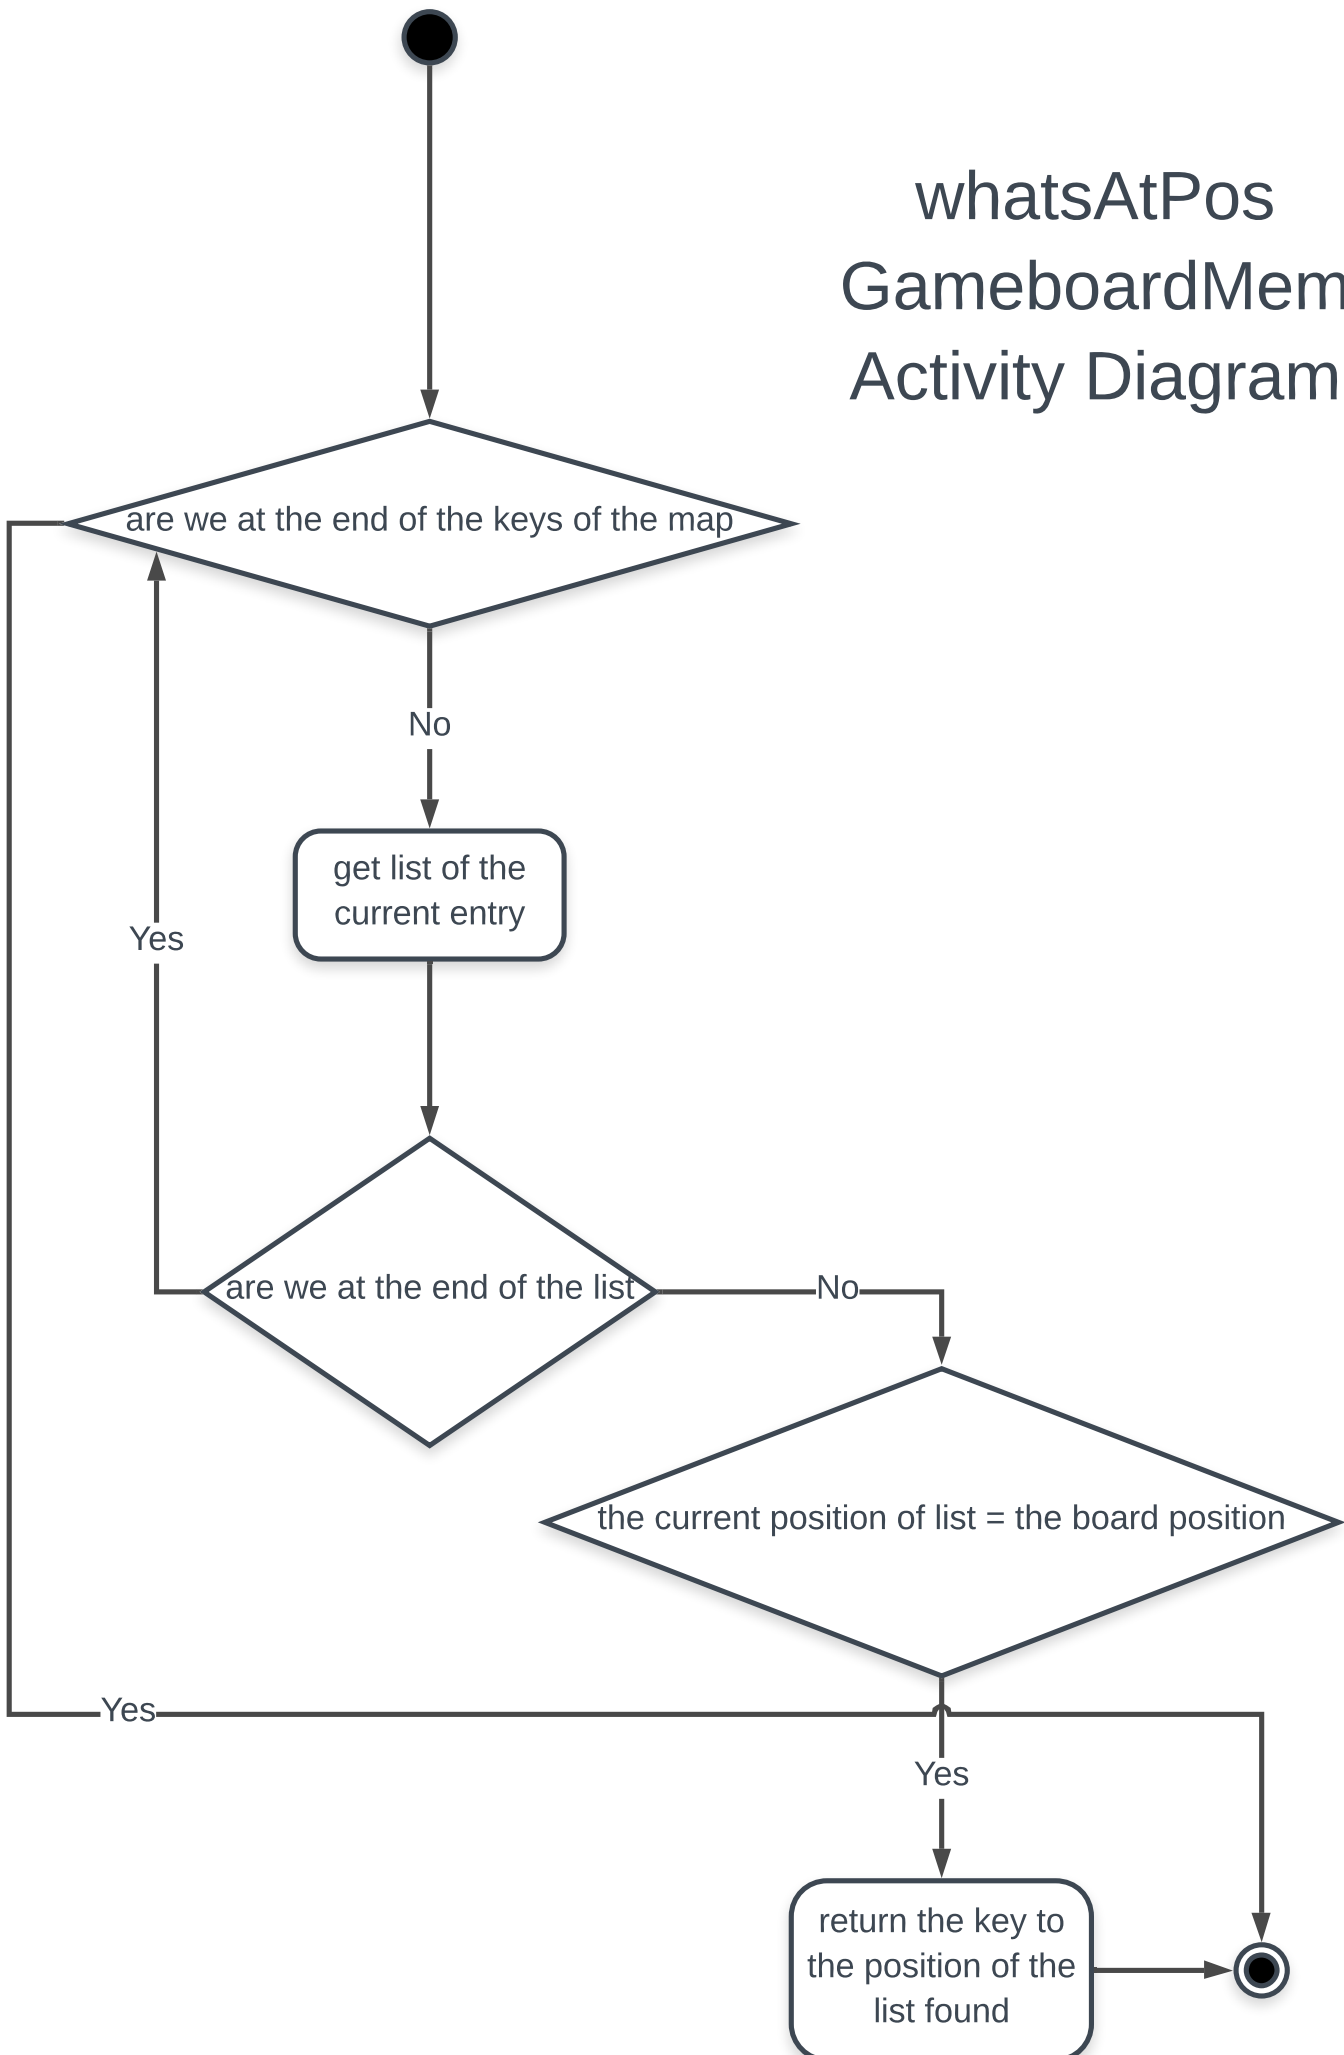 whatsAtPos
GameboardMem
Activity Diagram
are we at the end of the keys of the map
No
get list of the
current entry
Yes
are we at the end of the list
No
the current position of list = the board position
Yes
Yes
return the key to
the position of the
list found